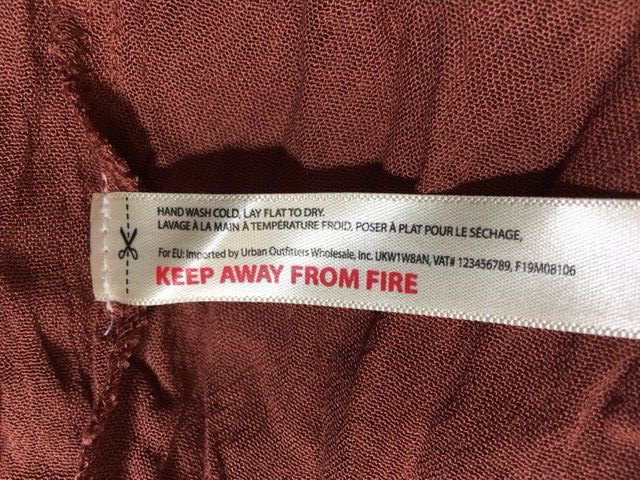 HAND WASH COLD, LAY FLAT TO DRY.
LAVAGE À LA MAIN À TEMPÉRATURE FROID, POSER À PLAT POUR LE SÉCHAGE,
For EU: Imported by Urban Outfitters Wholesale, Inc. UKW1W8AN, VAT# 123456789, F19M08106
KEEP AWAY FROM FIRE